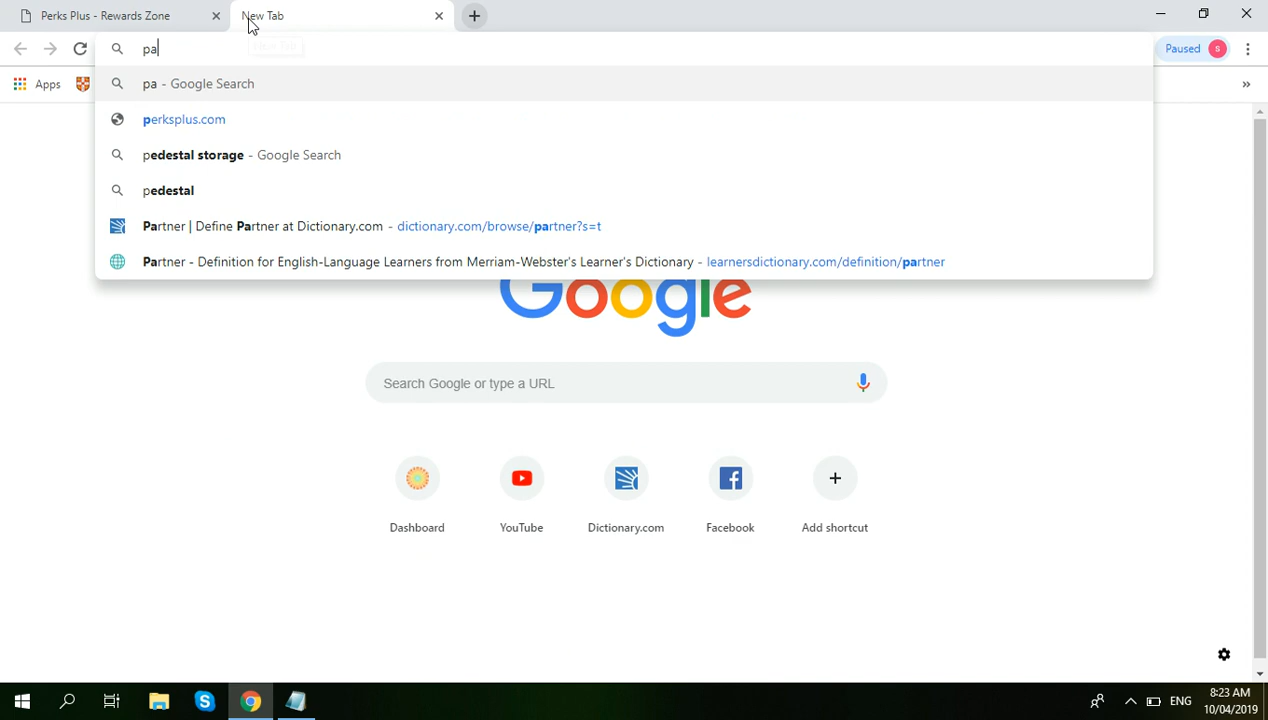 Perks Plus - Rewards Zone
New Tab
pa
Paused S
pa - Google Search
Apps
perksplus.com
pedestal storage - Google Search
pedestal
Partner | Define Partner at Dictionary.com - dictionary.com/browse/partner?s=t
Partner - Definition for English-Language Learners from Merriam-Webster's Learner's Dictionary - learnersdictionary.com/definition/partner
Google
Search Google or type a URL
Dashboard
YouTube
Dictionary.com
Facebook
Add shortcut
ENG
8:23 AM
10/04/2019